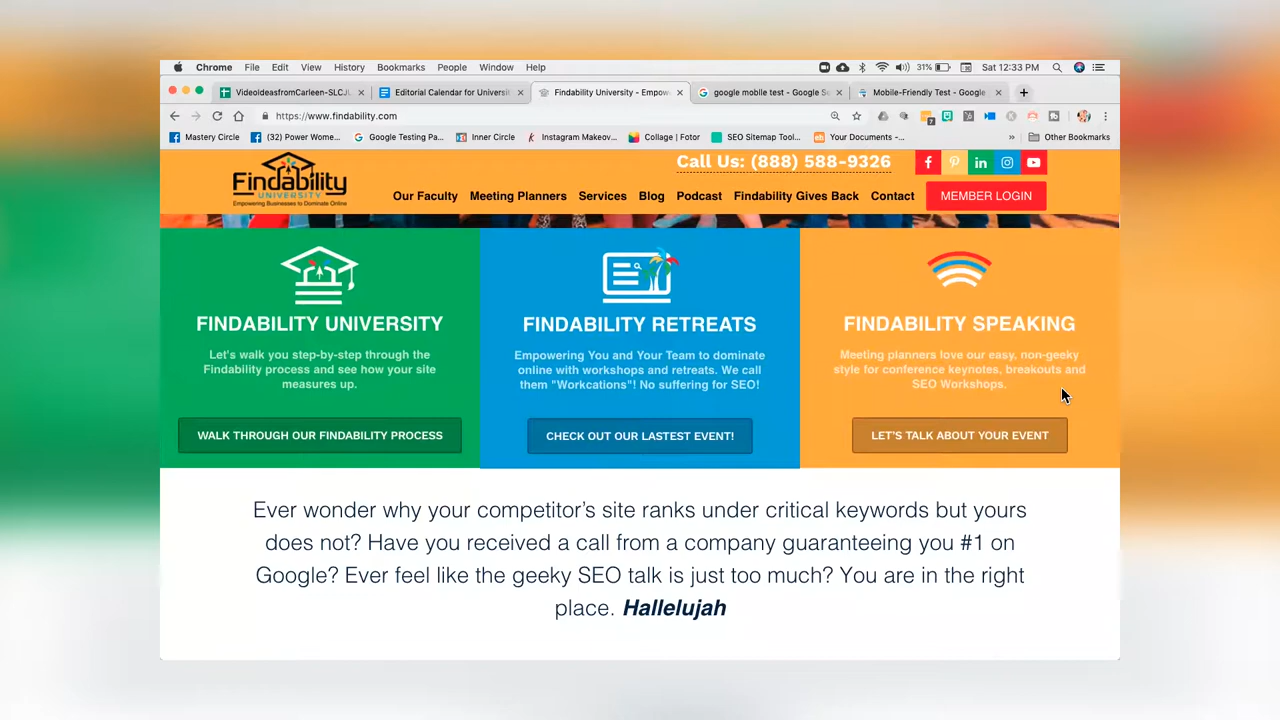 Chrome File Edit View History Bookmarks People Window Help 31% Sat 12:33 PM
VideoIdeasfromCarleen-SLCJU Editorial Calendar for Universit Findability University - Empow google mobile test - Google Se Mobile-Friendly Test - Google
https://www.findability.com
Mastery Circle (32) Power Wome... Google Testing Pa... Inner Circle Instagram Makeov... Collage | Fotor SEO Sitemap Tool... Your Documents -... » Other Bookmarks
Call Us: (888) 588-9326
Findability
UNIVERSITY
Empowering Businesses to Dominate Online
Our Faculty Meeting Planners Services Blog Podcast Findability Gives Back Contact MEMBER LOGIN
FINDABILITY UNIVERSITY
Let's walk you step-by-step through the
Findability process and see how your site
measures up.
WALK THROUGH OUR FINDABILITY PROCESS
FINDABILITY RETREATS
Empowering You and Your Team to dominate
online with workshops and retreats. We call
them "Workcations"! No suffering for SEO!
CHECK OUT OUR LASTEST EVENT!
FINDABILITY SPEAKING
Meeting planners love our easy, non-geeky
style for conference keynotes, breakouts and
SEO Workshops.
LET'S TALK ABOUT YOUR EVENT
Ever wonder why your competitor's site ranks under critical keywords but yours
does not? Have you received a call from a company guaranteeing you #1 on
Google? Ever feel like the geeky SEO talk is just too much? You are in the right
place. Hallelujah